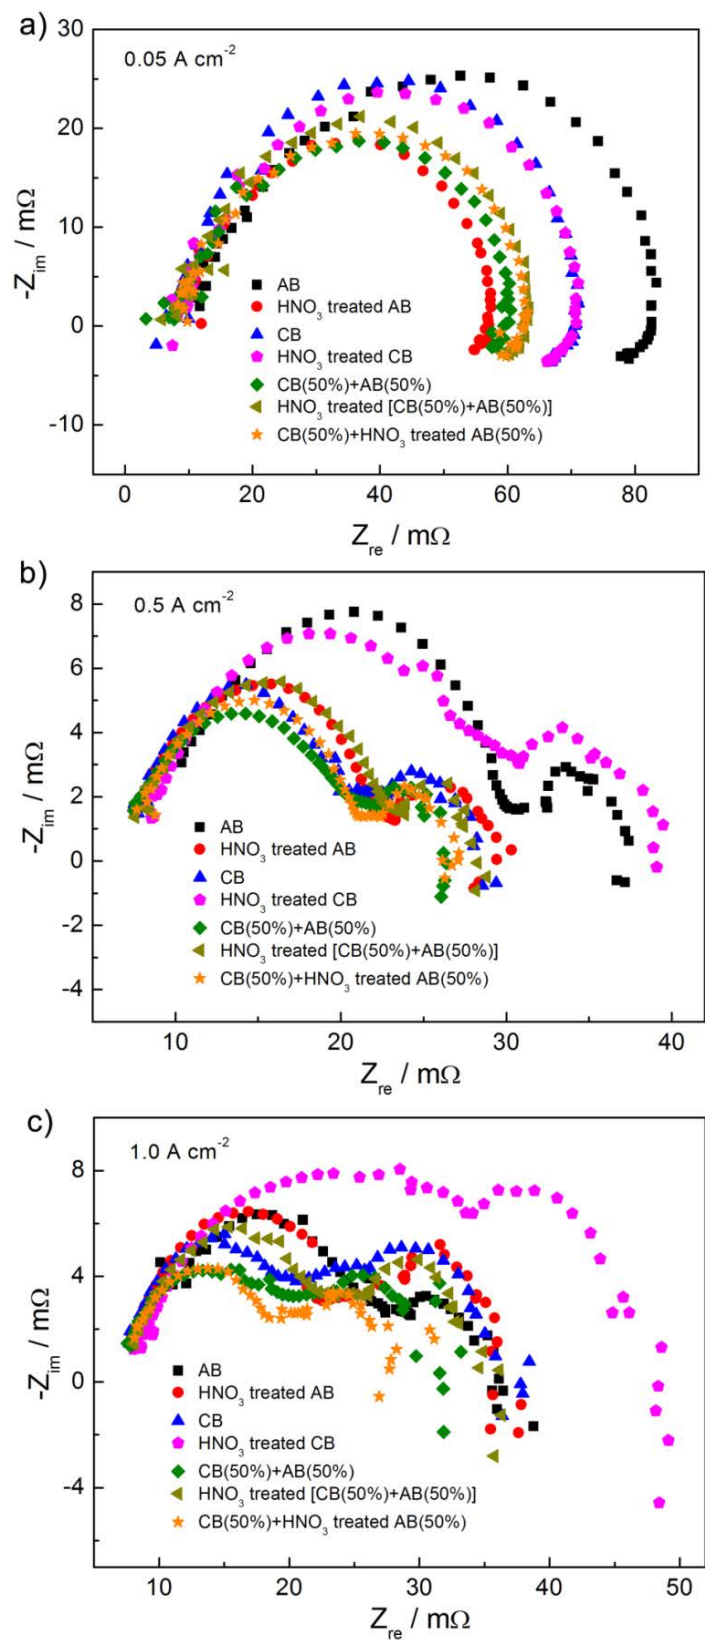 a)
0.05 A cm-2
30
20
10
0
-10
-Zim / mΩ
AB
HNO3 treated AB
CB
HNO3 treated CB
CB(50%)+AB(50%)
HNO3 treated [CB(50%)+AB(50%)]
CB(50%)+HNO3 treated AB(50%)
0 20 40 60 80
Zre / mΩ
b)
0.5 A cm-2
8
6
4
2
0
-2
-4
-Zim / mΩ
AB
HNO3 treated AB
CB
HNO3 treated CB
CB(50%)+AB(50%)
HNO3 treated [CB(50%)+AB(50%)]
CB(50%)+HNO3 treated AB(50%)
10 20 30 40
Zre / mΩ
c)
1.0 A cm-2
8
4
0
-4
-Zim / mΩ
AB
HNO3 treated AB
CB
HNO3 treated CB
CB(50%)+AB(50%)
HNO3 treated [CB(50%)+AB(50%)]
CB(50%)+HNO3 treated AB(50%)
10 20 30 40 50
Zre / mΩ